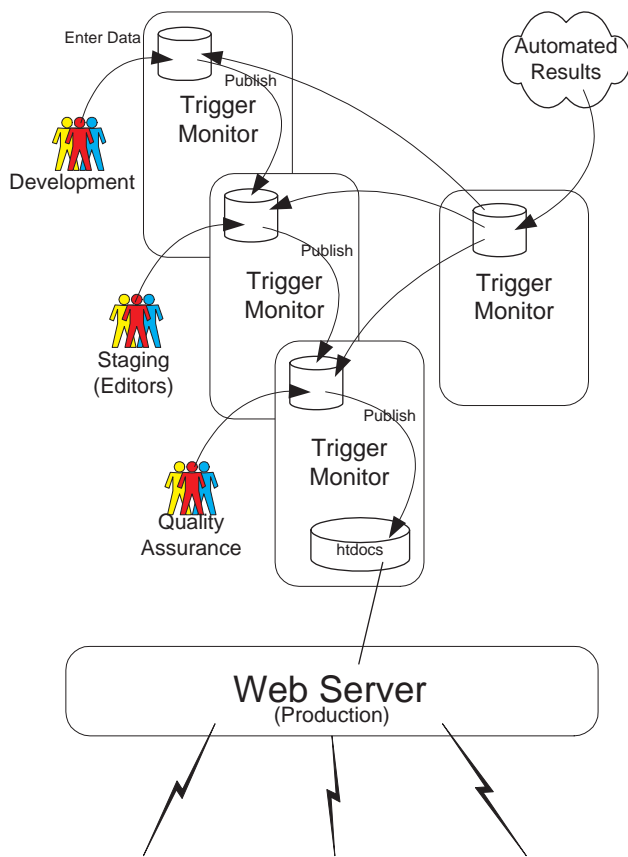 Enter Data
Automated
Results
Publish
Trigger
Monitor
Development
Publish
Trigger
Monitor
Trigger
Monitor
Staging
(Editors)
Publish
Trigger
Monitor
Quality
Assurance
htdocs
Web Server
(Production)